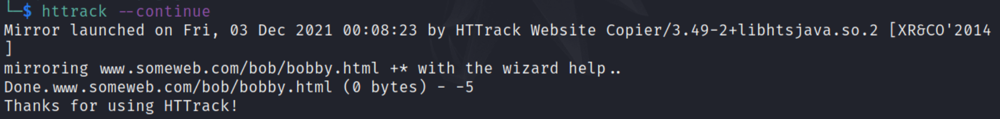 └─$ httrack --continue
Mirror launched on Fri, 03 Dec 2021 00:08:23 by HTTrack Website Copier/3.49-2+libhtsjava.so.2 [XR&CO'2014
]
mirroring www.someweb.com/bob/bobby.html +* with the wizard help..
Done.www.someweb.com/bob/bobby.html (0 bytes) - -5
Thanks for using HTTrack!